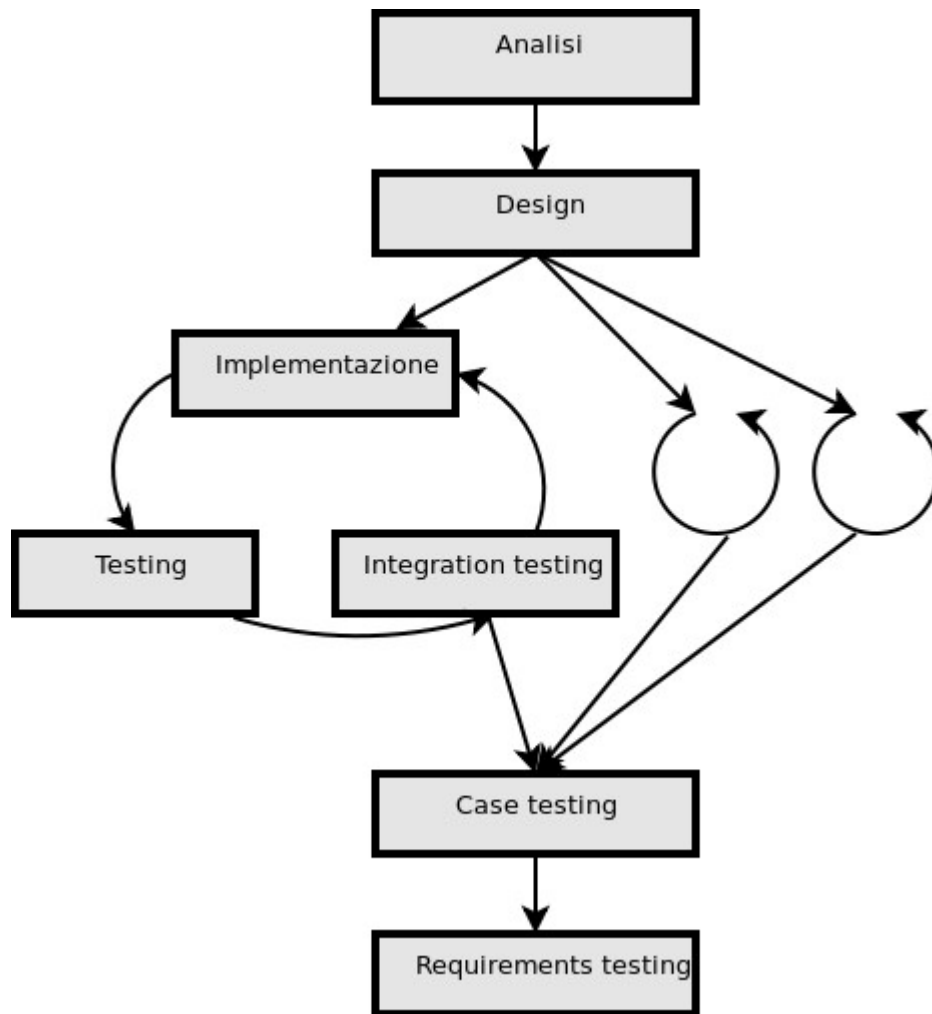 Analisi
Design
Implementazione
Testing
Integration testing
Case testing
Requirements testing